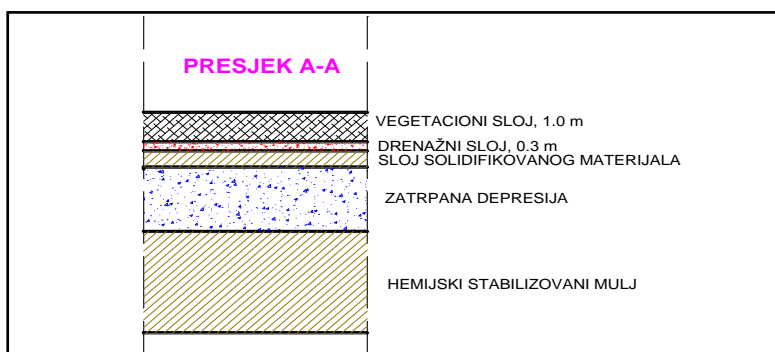 PRESJEK A-A
VEGETACIONI SLOJ, 1.0 m
DRENAŽNI SLOJ, 0.3 m
SLOJ SOLIDIFIKOVANOG MATERIJALA
ZATRPANA DEPRESIJA
HEMIJSKI STABILIZOVANI MULJ